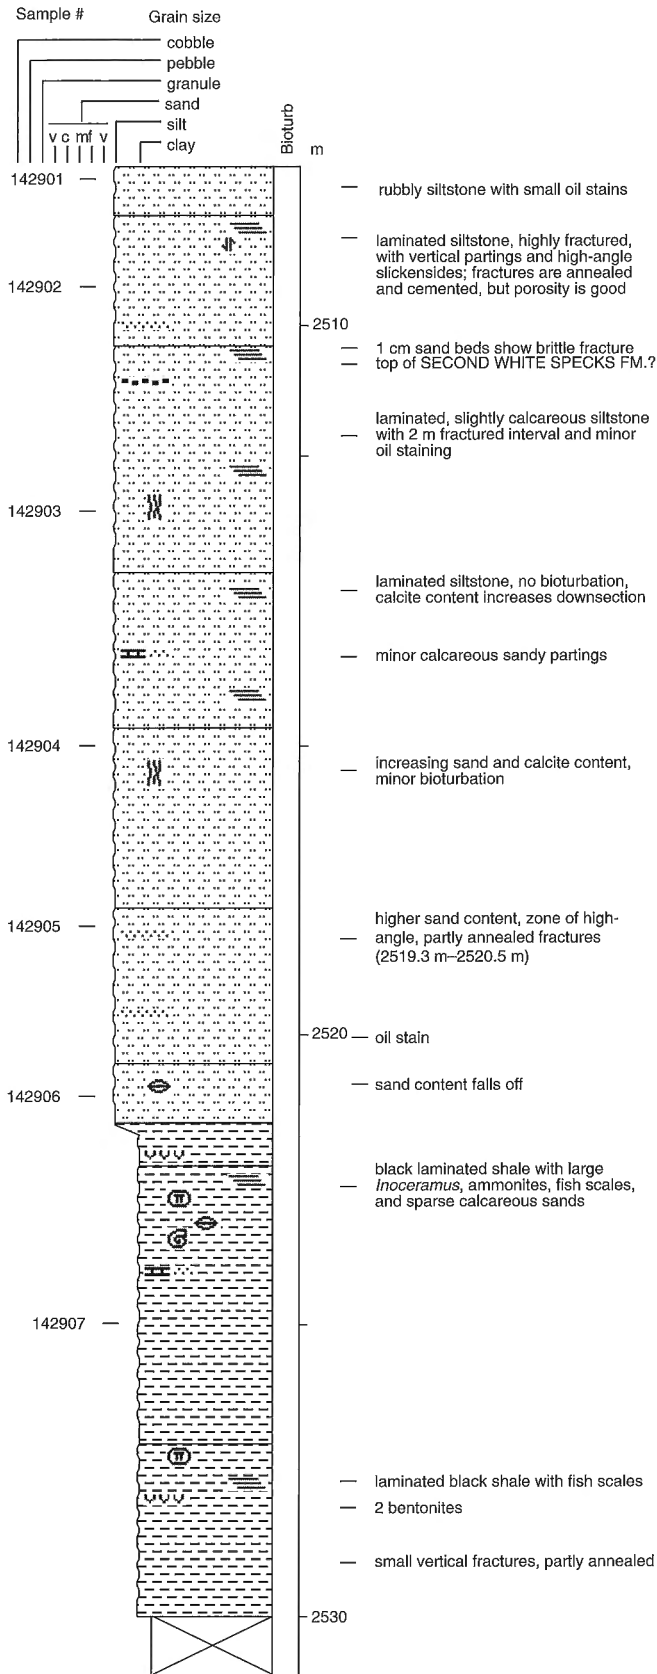 Sample #
Grain size
cobble
pebble
granule
sand
silt
v c mf v
clay
Bioturb
m
142901
rubbly siltstone with small oil stains
laminated siltstone, highly fractured,
with vertical partings and high-angle
slickensides; fractures are annealed
and cemented, but porosity is good
142902
2510
1 cm sand beds show brittle fracture
top of SECOND WHITE SPECKS FM.?
laminated, slightly calcareous siltstone
with 2 m fractured interval and minor
oil staining
142903
laminated siltstone, no bioturbation,
calcite content increases downsection
minor calcareous sandy partings
142904
increasing sand and calcite content,
minor bioturbation
142905
higher sand content, zone of high-
angle, partly annealed fractures
(2519.3 m–2520.5 m)
2520
oil stain
sand content falls off
142906
black laminated shale with large
Inoceramus, ammonites, fish scales,
and sparse calcareous sands
142907
laminated black shale with fish scales
2 bentonites
small vertical fractures, partly annealed
2530